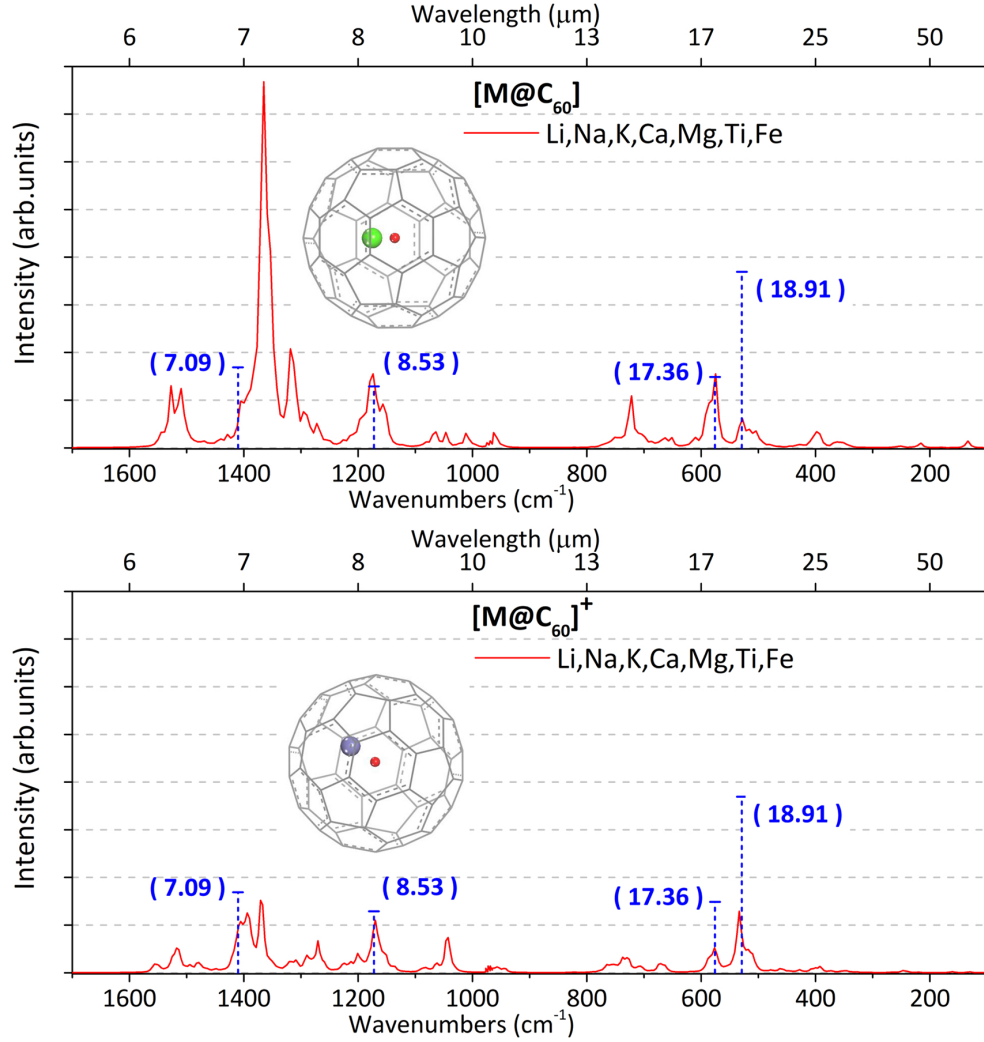 Wavelength (μm)
6 7 8 10 13 17 25 50
[M@C₆₀]
Li,Na,K,Ca,Mg,Ti,Fe
Intensity (arb.units)
( 18.91 )
( 7.09 ) ( 8.53 ) ( 17.36 )
1600 1400 1200 1000 800 600 400 200
Wavenumbers (cm⁻¹)
Wavelength (μm)
6 7 8 10 13 17 25 50
[M@C₆₀]⁺
Li,Na,K,Ca,Mg,Ti,Fe
Intensity (arb.units)
( 18.91 )
( 7.09 ) ( 8.53 ) ( 17.36 )
1600 1400 1200 1000 800 600 400 200
Wavenumbers (cm⁻¹)